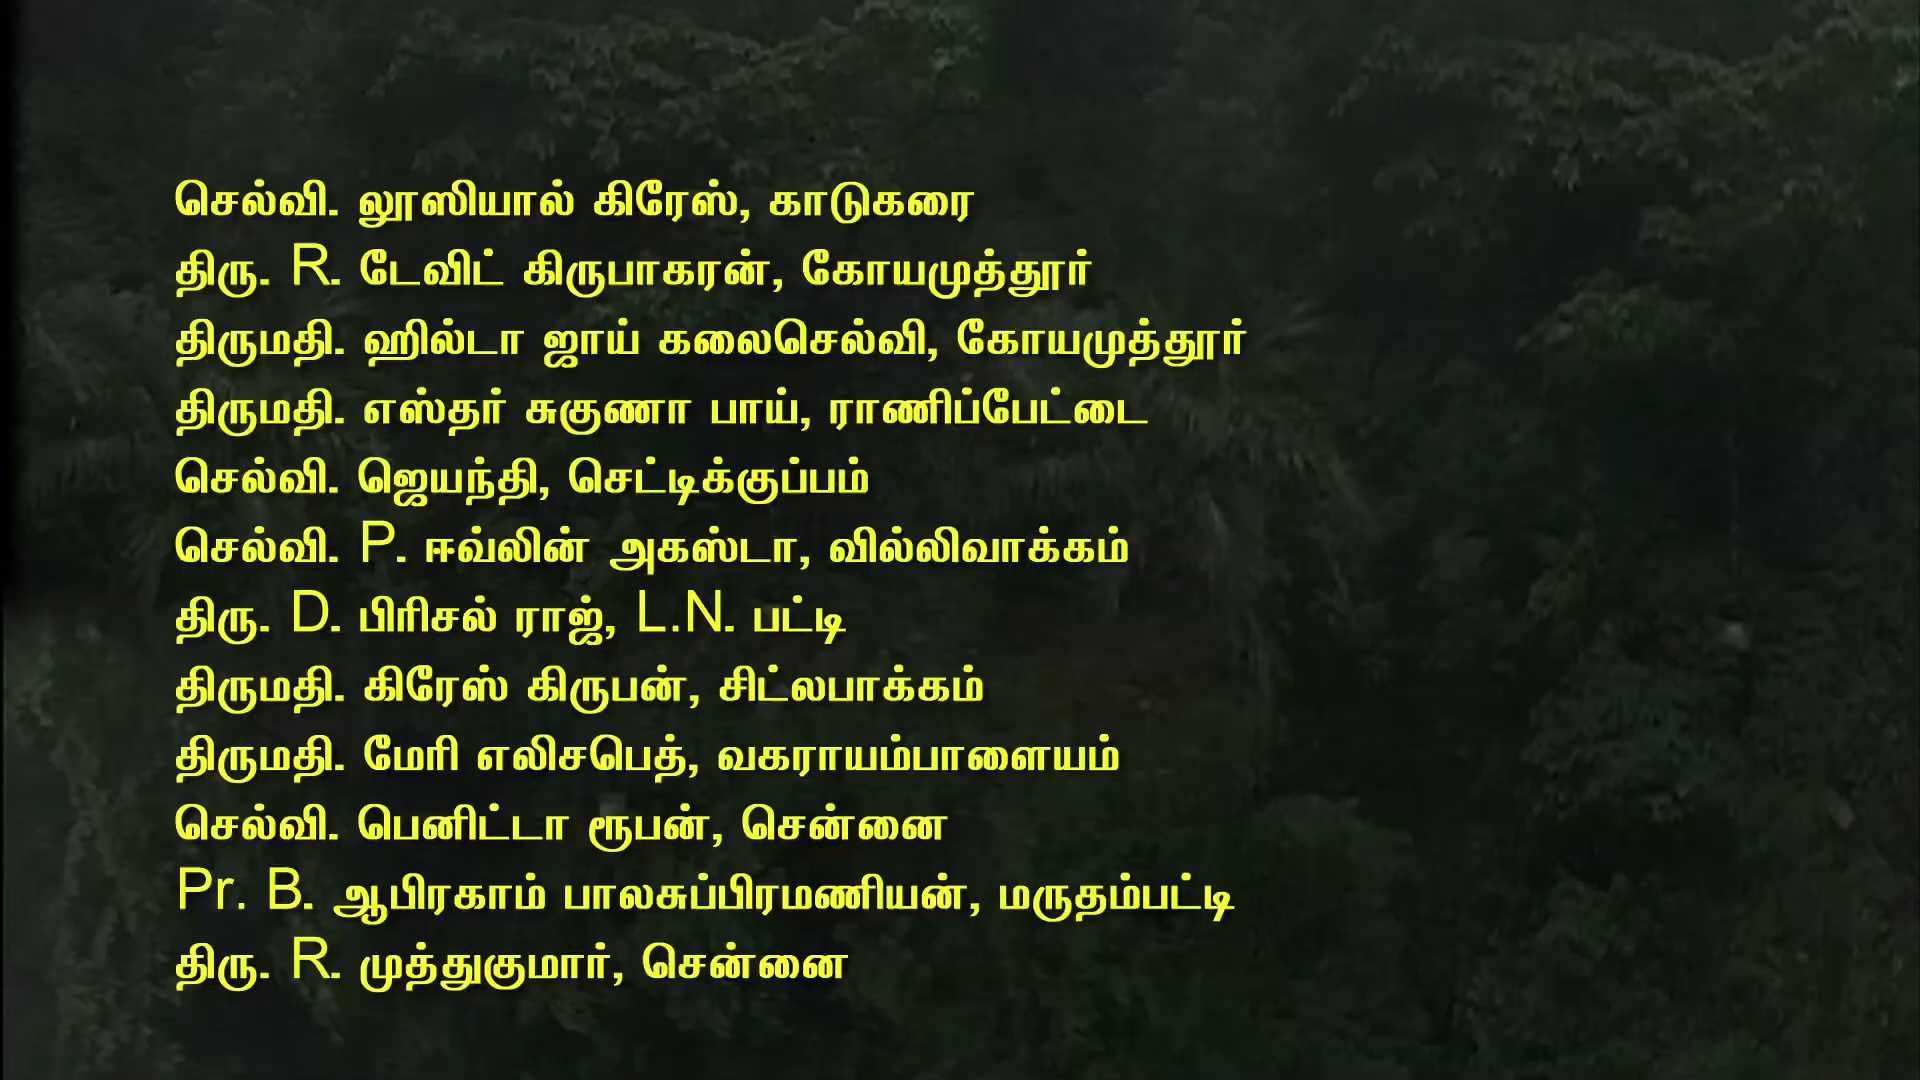 செல்வி. லூஸியால் கிரேஸ், காடுகரை
திரு. R. டேவிட் கிருபாகரன், கோயமுத்தூர்
திருமதி. ஹில்டா ஜாய் கலைசெல்வி, கோயமுத்தூர்
திருமதி. எஸ்தர் சுகுணா பாய், ராணிப்பேட்டை
செல்வி. ஜெயந்தி, செட்டிக்குப்பம்
செல்வி. P. ஈவ்லின் அகஸ்டா, வில்லிவாக்கம்
திரு. D. பிரிசல் ராஜ், L.N. பட்டி
திருமதி. கிரேஸ் கிருபன், சிட்லபாக்கம்
திருமதி. மேரி எலிசபெத், வகராயம்பாளையம்
செல்வி. பெனிட்டா ரூபன், சென்னை
Pr. B. ஆபிரகாம் பாலசுப்பிரமணியன், மருதம்பட்டி
திரு. R. முத்துகுமார், சென்னை